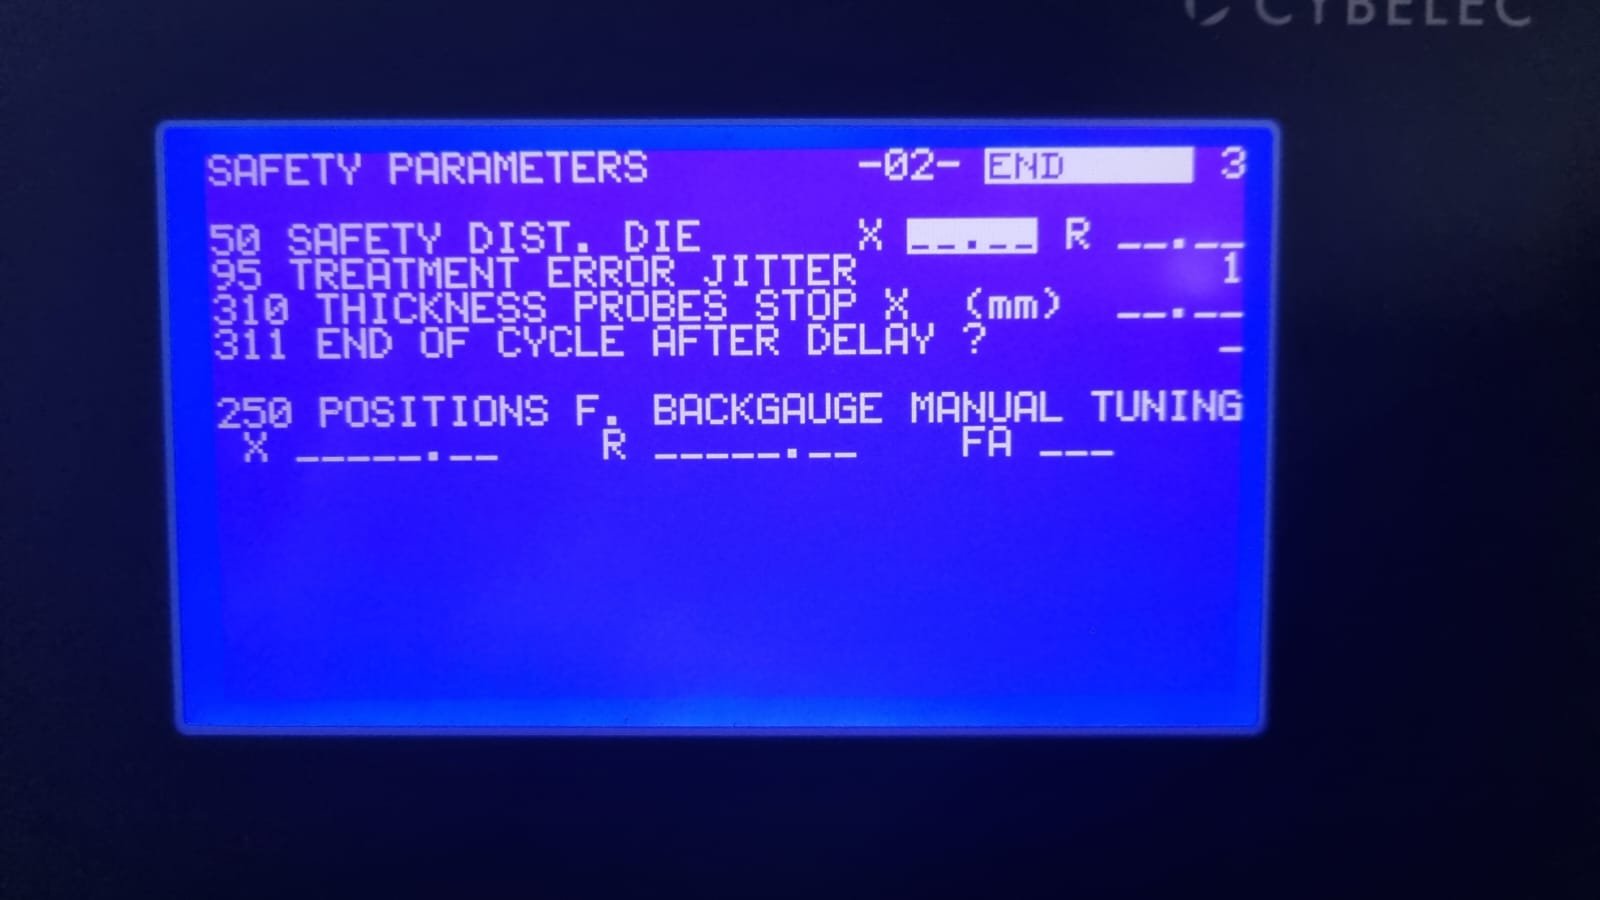 CYBELEC
SAFETY PARAMETERS -02- END 3
50 SAFETY DIST. DIE X __.__ R __.__
95 TREATMENT ERROR JITTER 1
310 THICKNESS PROBES STOP X (mm) __.__
311 END OF CYCLE AFTER DELAY ? _
250 POSITIONS F. BACKGAUGE MANUAL TUNING
X _____.__ R _____.__ FA ___